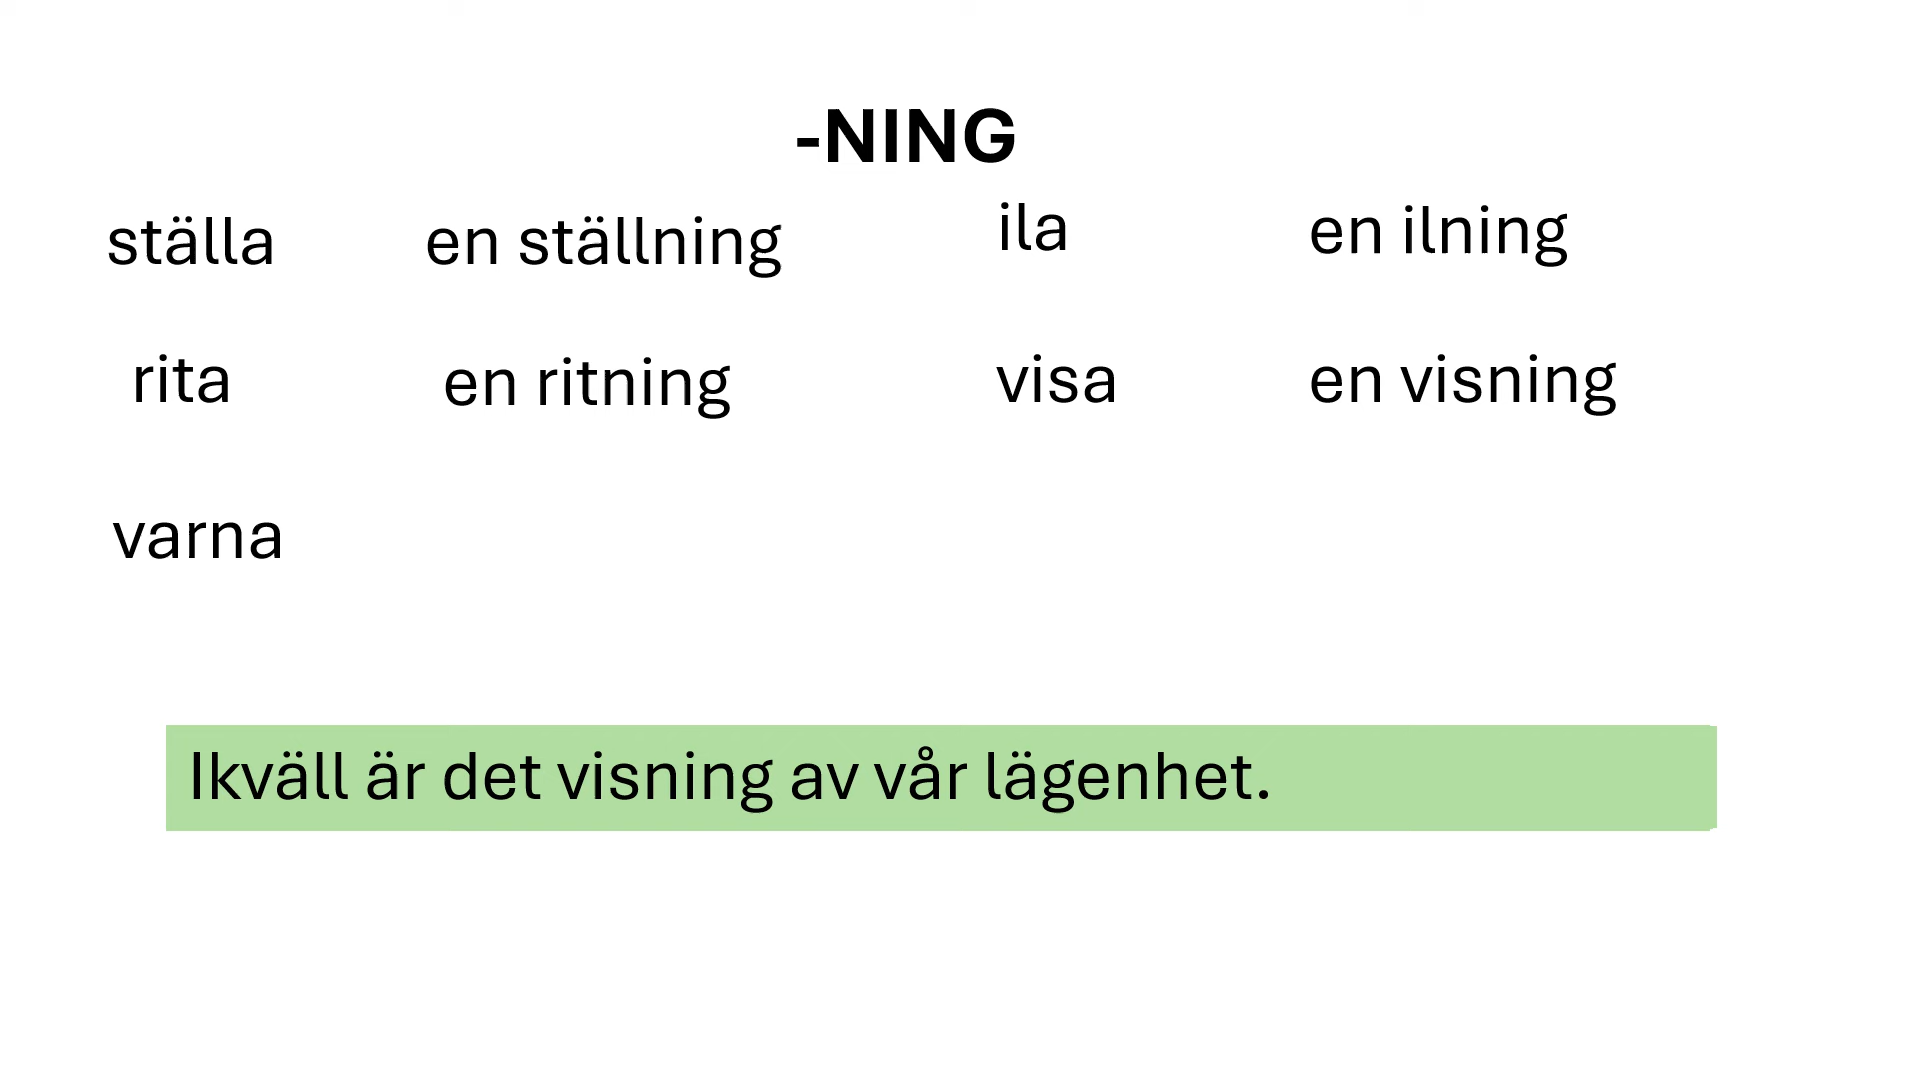 -NING
ställa en ställning ila en ilning
rita en ritning visa en visning
varna
Ikväll är det visning av vår lägenhet.